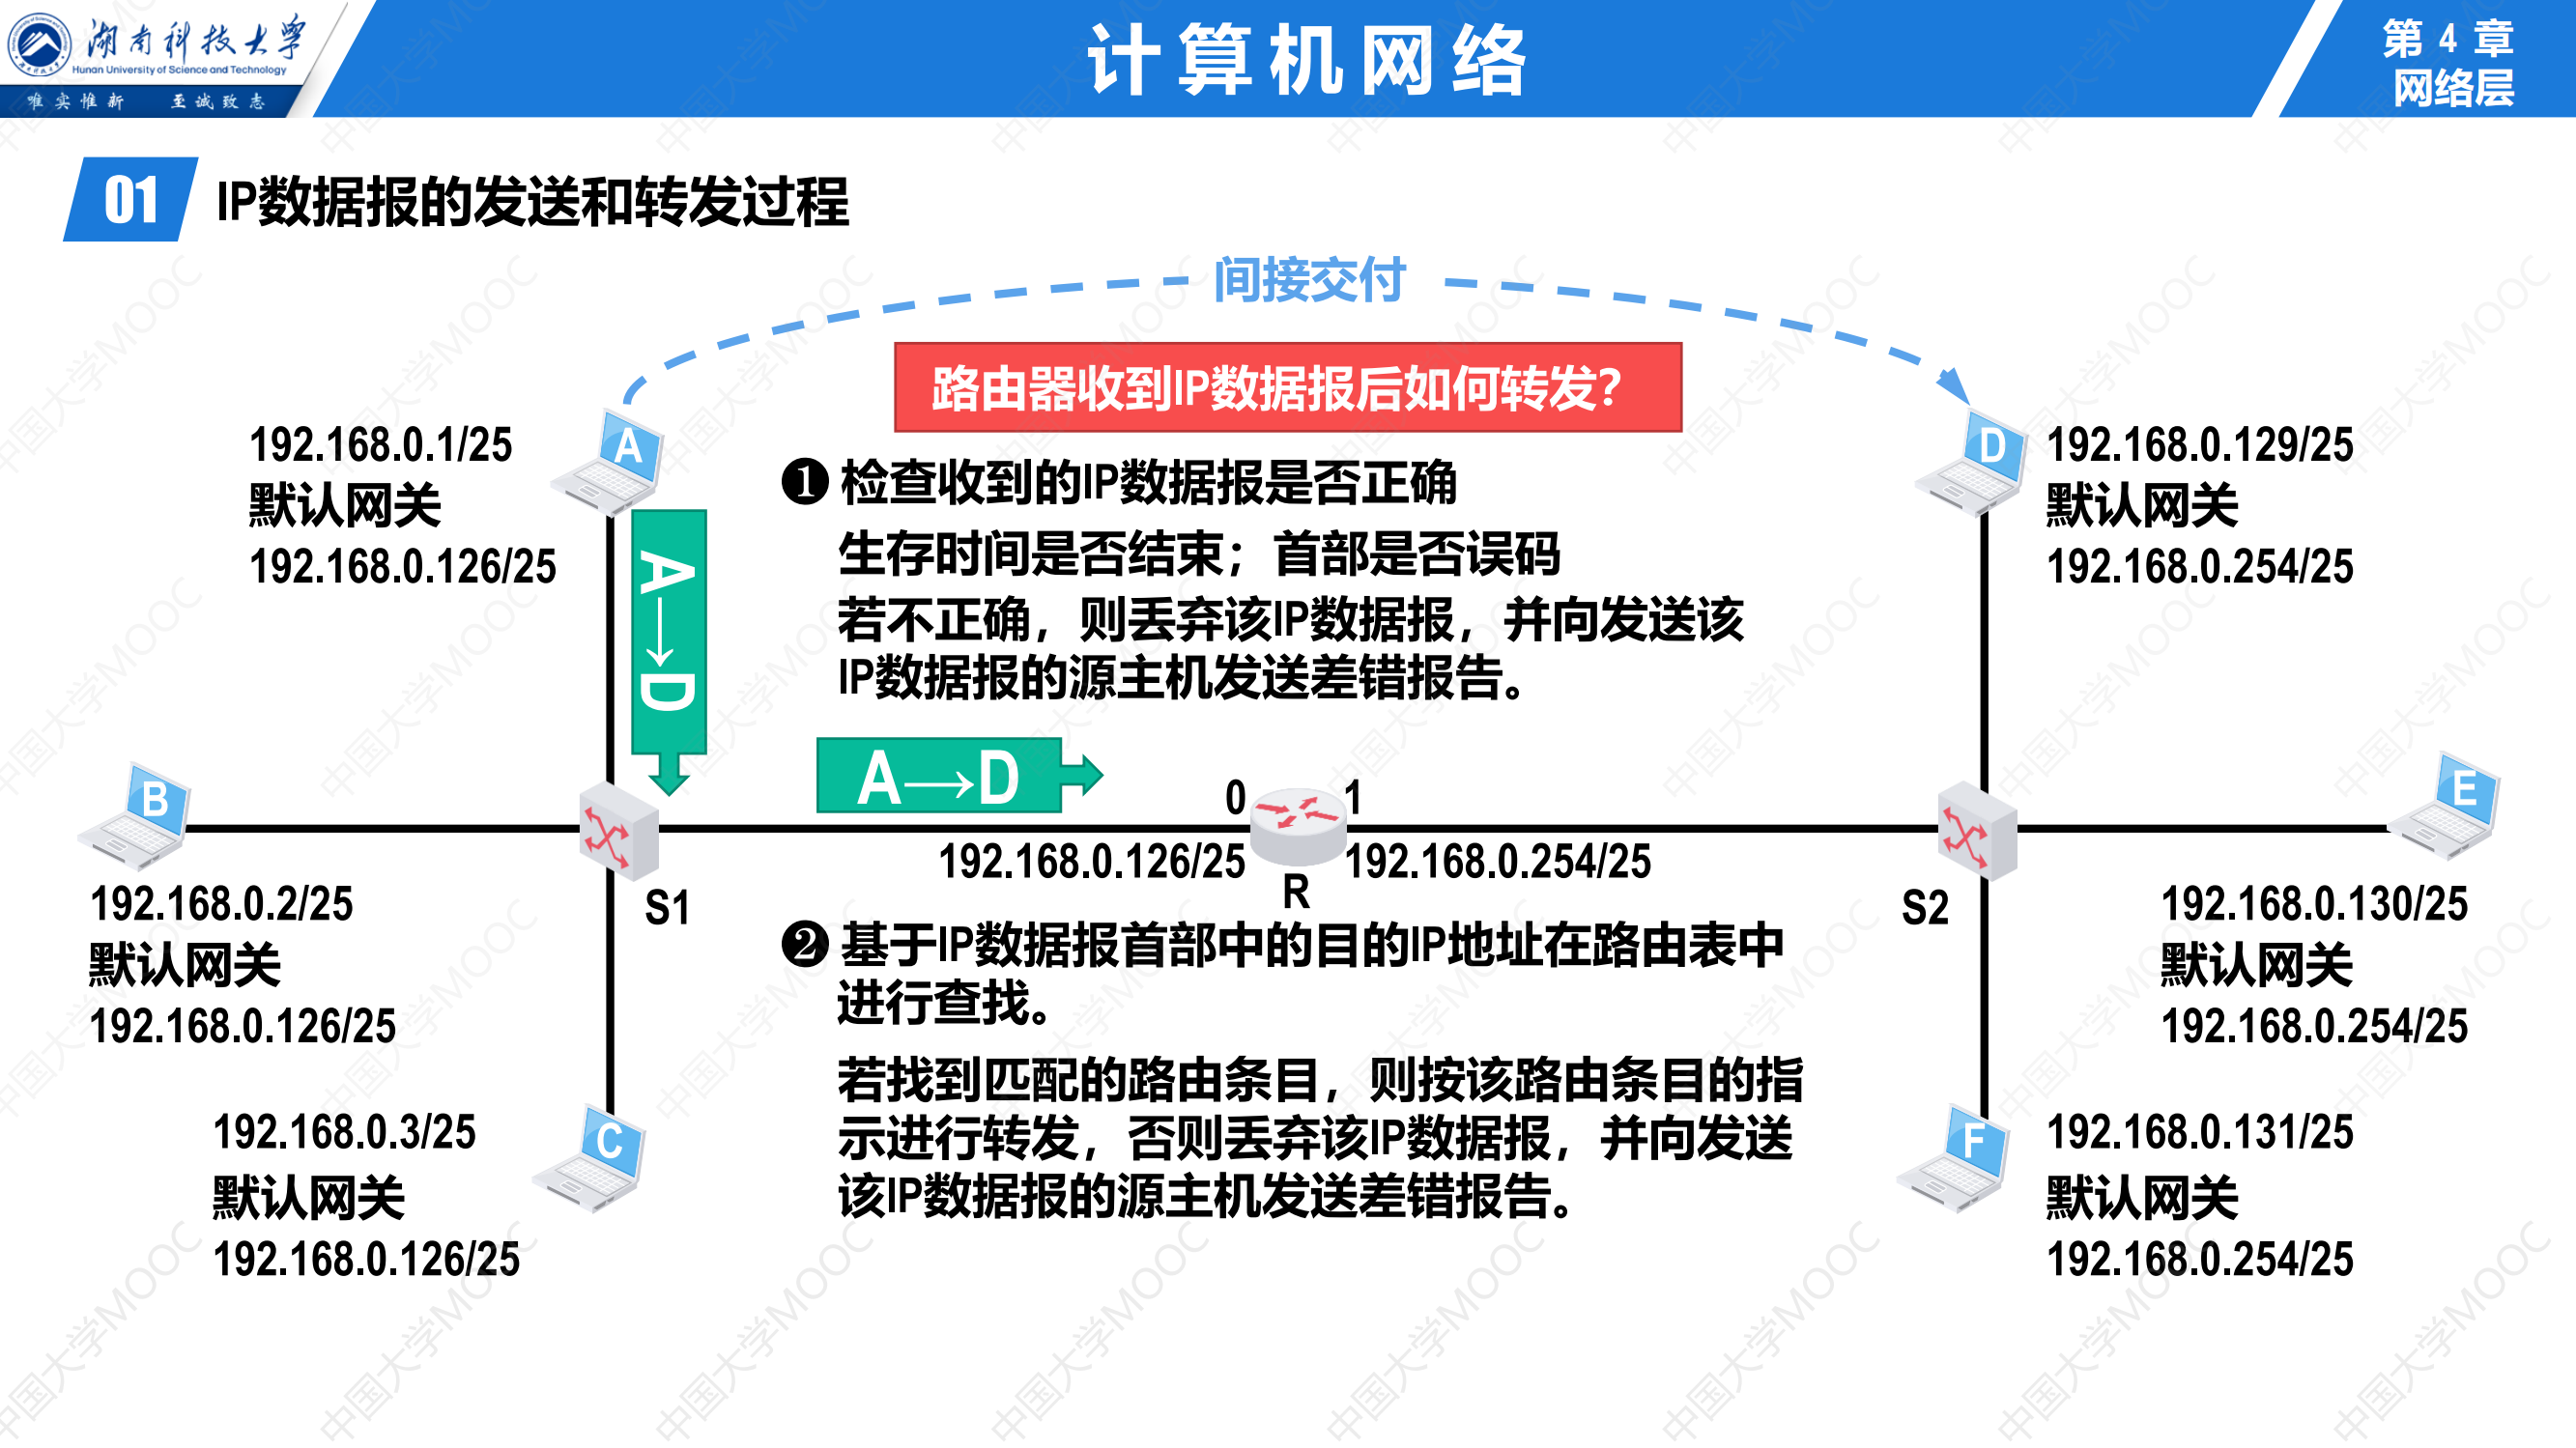 湖南科技大学
Hunan University of Science and Technology
唯实惟新 至诚致志
计算机网络
第 4 章
网络层
01 IP数据报的发送和转发过程
间接交付
路由器收到IP数据报后如何转发？
A
192.168.0.1/25
默认网关
192.168.0.126/25
D
192.168.0.129/25
默认网关
192.168.0.254/25
❶ 检查收到的IP数据报是否正确
生存时间是否结束；首部是否误码
若不正确，则丢弃该IP数据报，并向发送该
IP数据报的源主机发送差错报告。
A→D
A→D
B
192.168.0.2/25
默认网关
192.168.0.126/25
S1
0
1
192.168.0.126/25
192.168.0.254/25
R
S2
E
192.168.0.130/25
默认网关
192.168.0.254/25
❷ 基于IP数据报首部中的目的IP地址在路由表中
进行查找。
若找到匹配的路由条目，则按该路由条目的指
示进行转发，否则丢弃该IP数据报，并向发送
该IP数据报的源主机发送差错报告。
C
192.168.0.3/25
默认网关
192.168.0.126/25
F
192.168.0.131/25
默认网关
192.168.0.254/25
中国大学MOOC